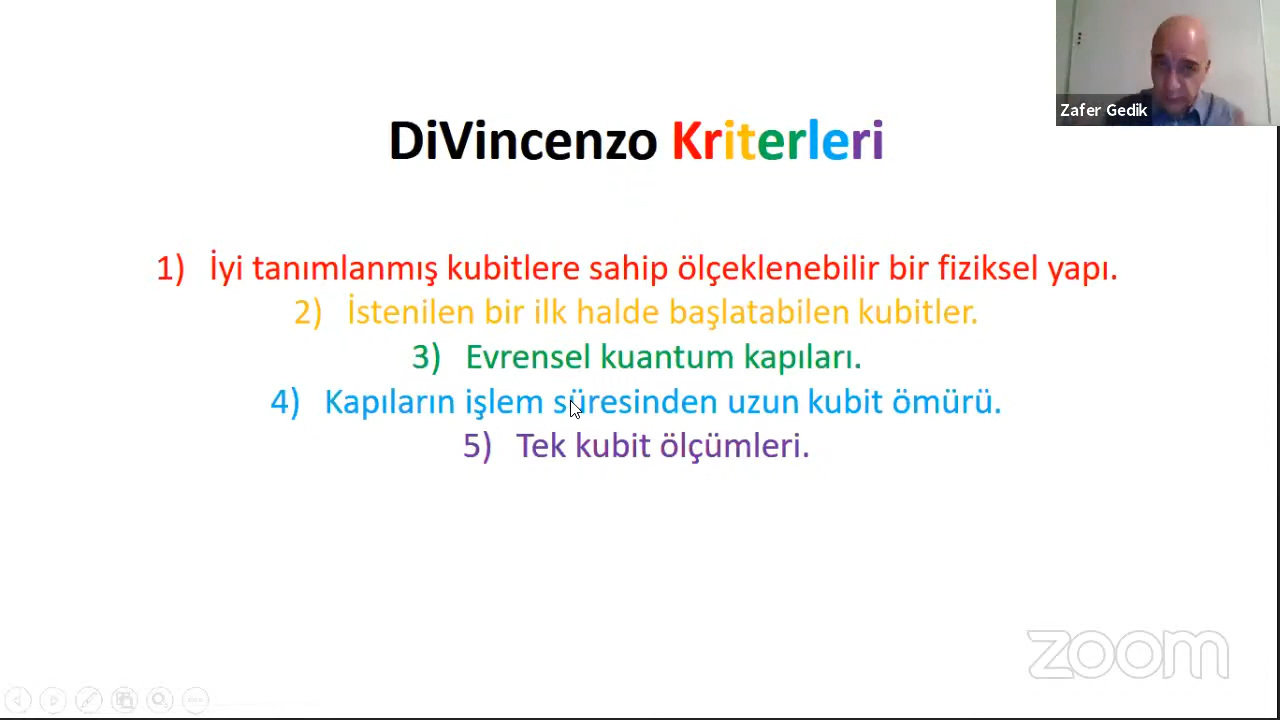 Zafer Gedik
DiVincenzo Kriterleri
1) İyi tanımlanmış kubitlere sahip ölçeklenebilir bir fiziksel yapı.
2) İstenilen bir ilk halde başlatabilen kubitler.
3) Evrensel kuantum kapıları.
4) Kapıların işlem süresinden uzun kubit ömürü.
5) Tek kubit ölçümleri.
zoom